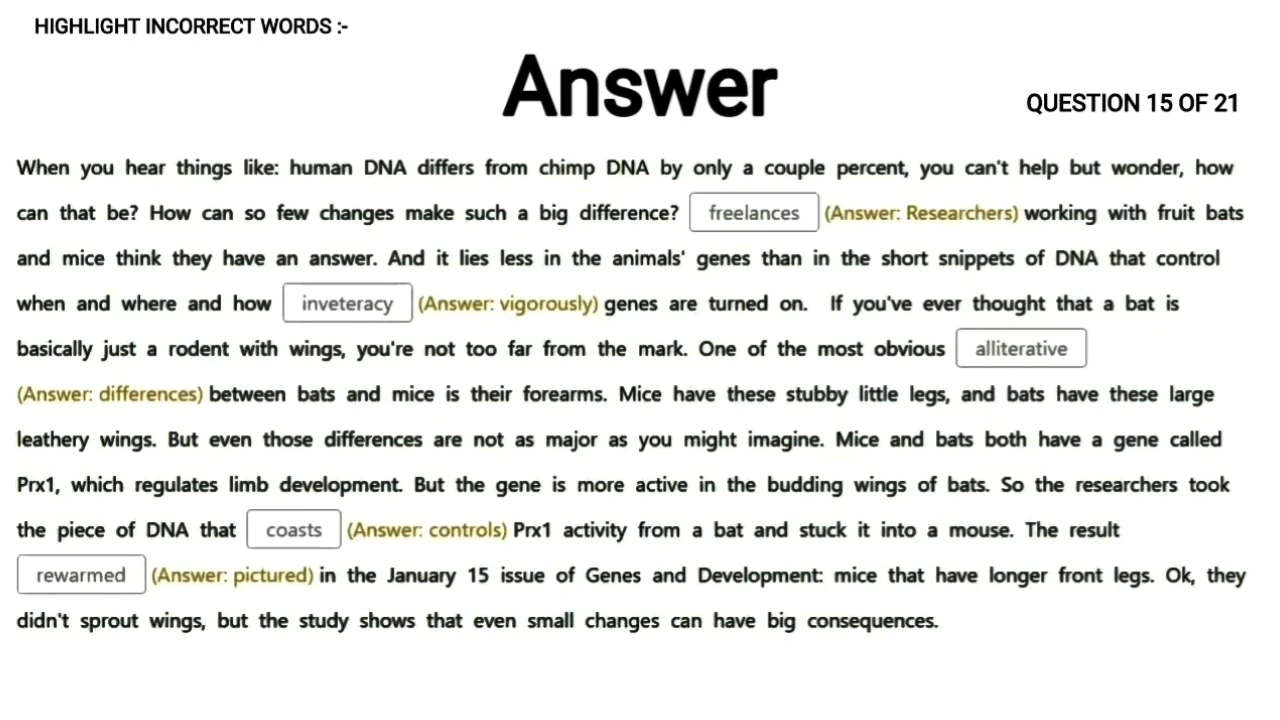 HIGHLIGHT INCORRECT WORDS :-
Answer
QUESTION 15 OF 21
When you hear things like: human DNA differs from chimp DNA by only a couple percent, you can't help but wonder, how
can that be? How can so few changes make such a big difference? freelances (Answer: Researchers) working with fruit bats
and mice think they have an answer. And it lies less in the animals' genes than in the short snippets of DNA that control
when and where and how inveteracy (Answer: vigorously) genes are turned on. If you've ever thought that a bat is
basically just a rodent with wings, you're not too far from the mark. One of the most obvious alliterative
(Answer: differences) between bats and mice is their forearms. Mice have these stubby little legs, and bats have these large
leathery wings. But even those differences are not as major as you might imagine. Mice and bats both have a gene called
Prx1, which regulates limb development. But the gene is more active in the budding wings of bats. So the researchers took
the piece of DNA that coasts (Answer: controls) Prx1 activity from a bat and stuck it into a mouse. The result
rewarmed (Answer: pictured) in the January 15 issue of Genes and Development: mice that have longer front legs. Ok, they
didn't sprout wings, but the study shows that even small changes can have big consequences.